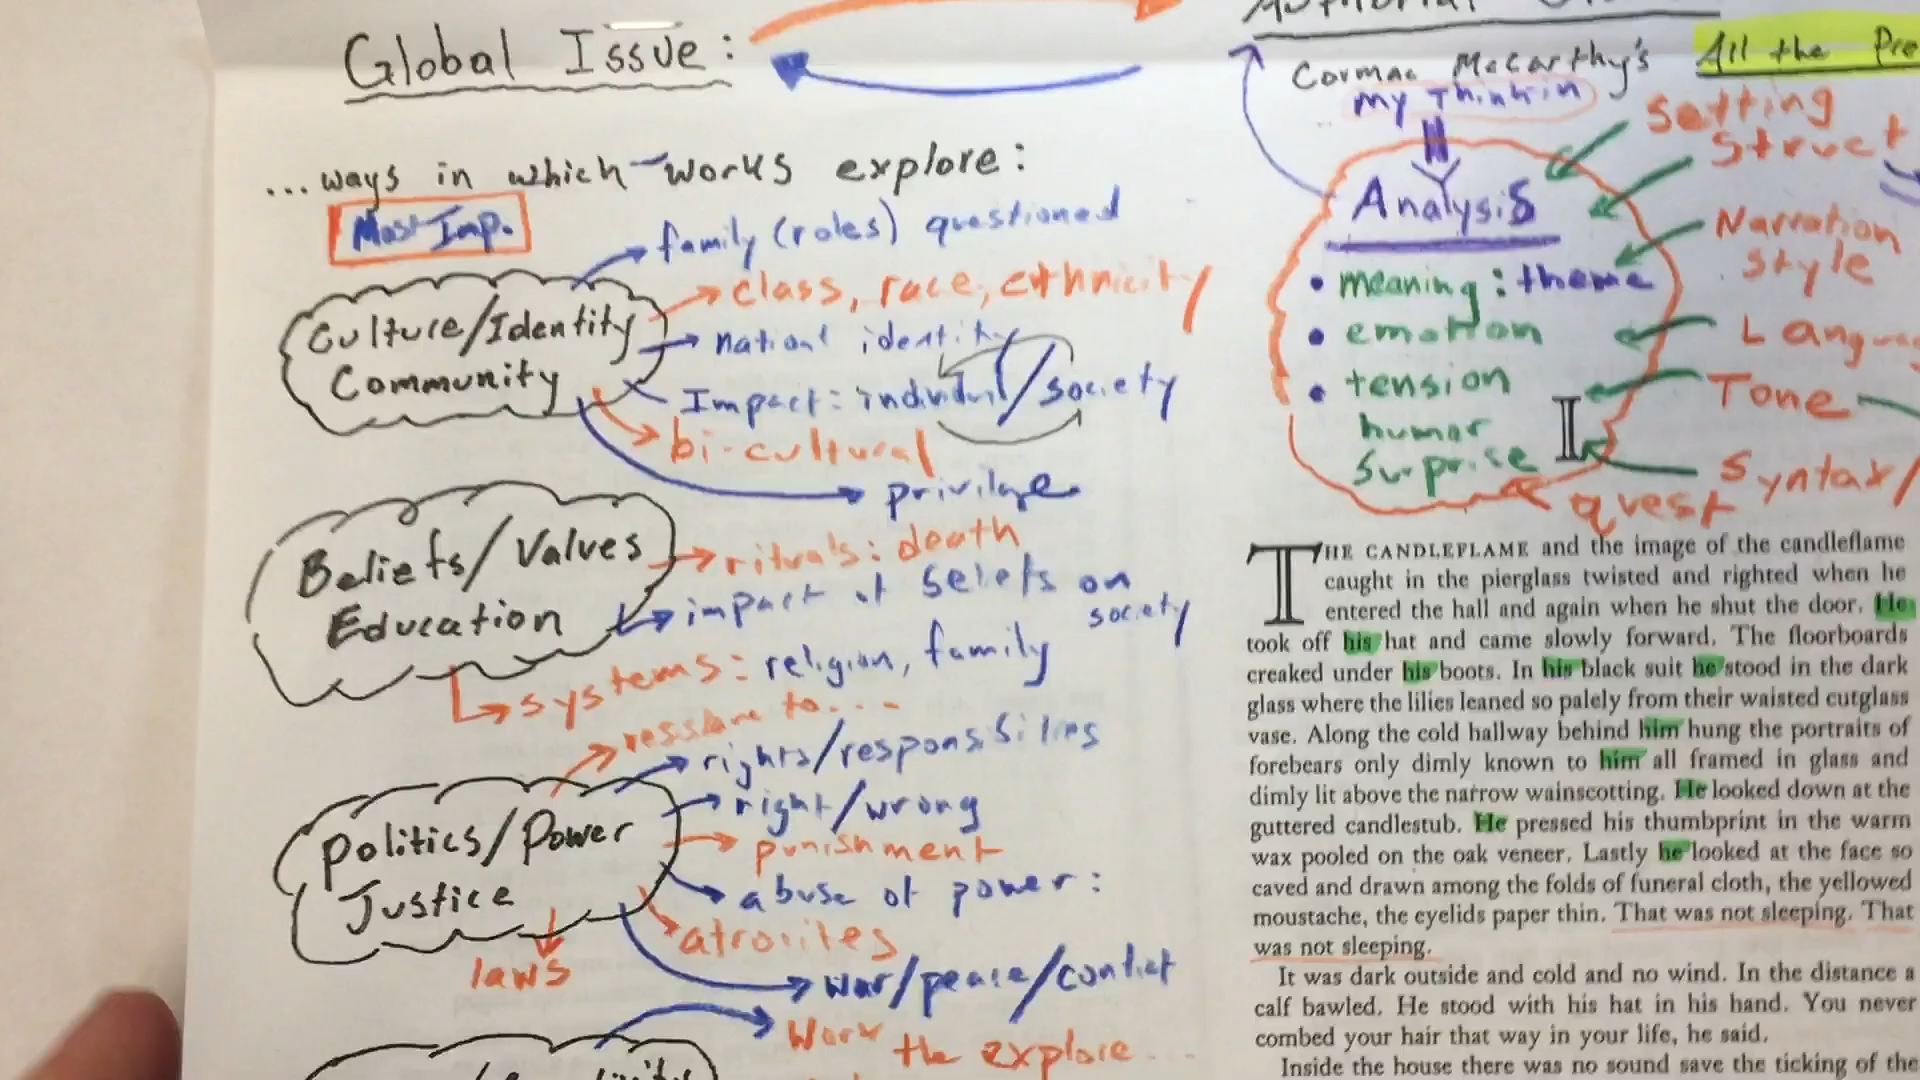 Global Issue:
...ways in which works explore:
Most Imp.
Culture/Identity
Community
family (roles) questioned
class, race, ethnicity
national identity
Impact: individual/society
bi-cultural
privilage
Beliefs/Values
Education
rituals: death
impact of beliefs on
society
systems: religion, family
to....
rights/responsibilies
Politics/Power
Justice
right/wrong
punishment
abuse of power:
atrocites
laws
war/peace/conflict
Work
the explore...
Cormac McCarthy's
All the Pre
My Thinkin
Analysis
• meaning: theme
• emotion
• tension
humor
surprise
Setting
Struct
Narration
Style
Langua
Tone
Syntax/
quest
THE CANDLEFLAME and the image of the candleflame
caught in the pierglass twisted and righted when he
entered the hall and again when he shut the door. He
took off his hat and came slowly forward. The floorboards
creaked under his boots. In his black suit he stood in the dark
glass where the lilies leaned so palely from their waisted cutglass
vase. Along the cold hallway behind him hung the portraits of
forebears only dimly known to him all framed in glass and
dimly lit above the narrow wainscotting. He looked down at the
guttered candlestub. He pressed his thumbprint in the warm
wax pooled on the oak veneer. Lastly he looked at the face so
caved and drawn among the folds of funeral cloth, the yellowed
moustache, the eyelids paper thin. That was not sleeping. That
was not sleeping.
It was dark outside and cold and no wind. In the distance a
calf bawled. He stood with his hat in his hand. You never
combed your hair that way in your life, he said.
Inside the house there was no sound save the ticking of the